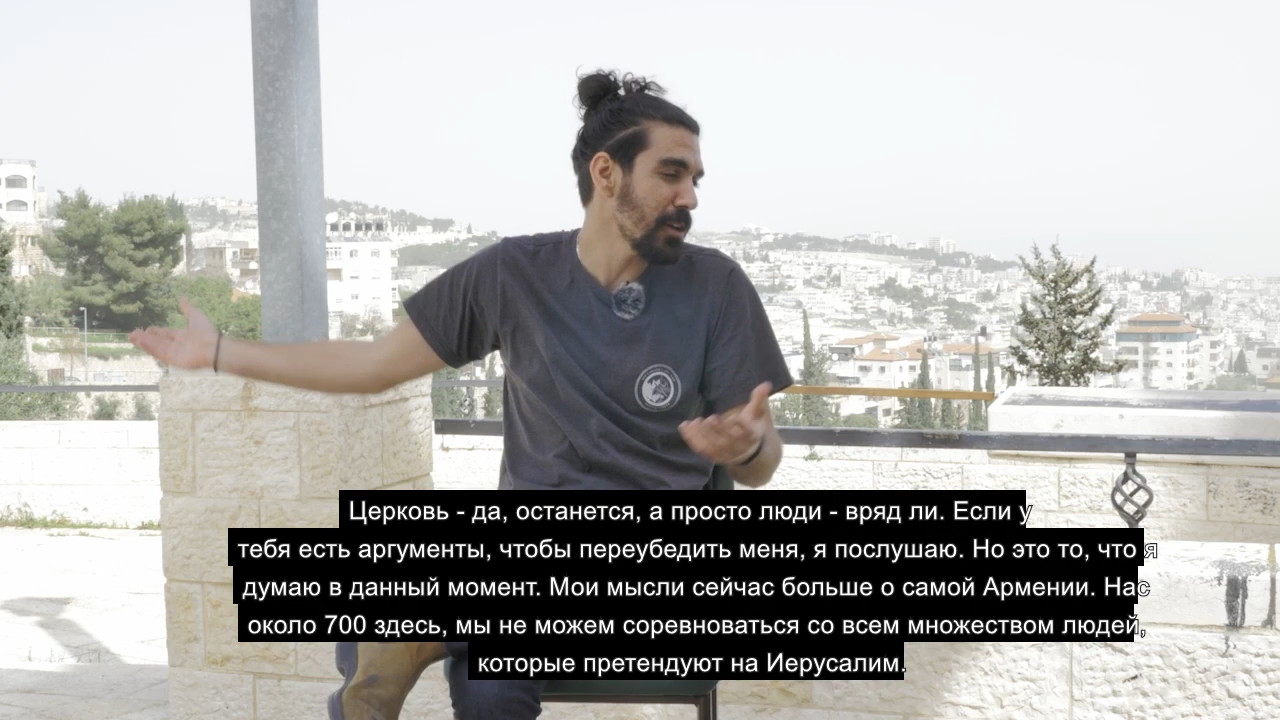 Церковь - да, останется, а просто люди - вряд ли. Если у
тебя есть аргументы, чтобы переубедить меня, я послушаю. Но это то, что я
думаю в данный момент. Мои мысли сейчас больше о самой Армении. Нас
около 700 здесь, мы не можем соревноваться со всем множеством людей,
которые претендуют на Иерусалим.